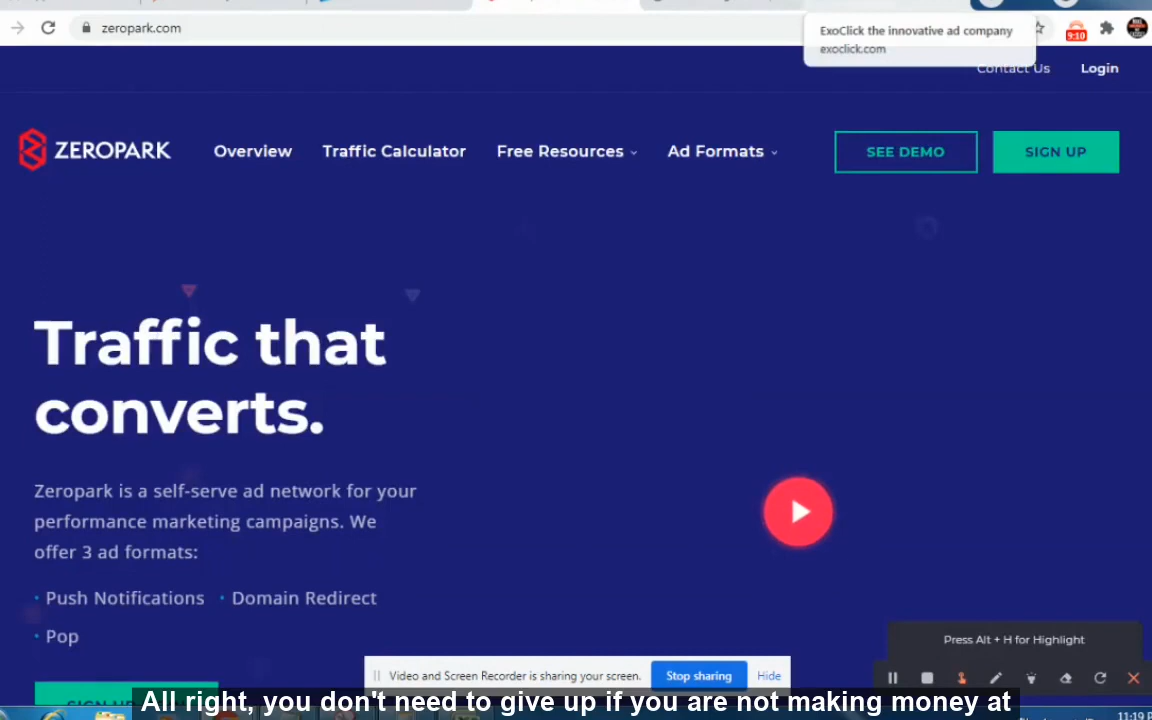 zeropark.com
ExoClick the innovative ad company
exoclick.com
9:10
Contact Us
Login
ZEROPARK
Overview
Traffic Calculator
Free Resources
Ad Formats
SEE DEMO
SIGN UP
Traffic that
converts.
Zeropark is a self-serve ad network for your
performance marketing campaigns. We
offer 3 ad formats:
Push Notifications
Domain Redirect
Pop
Press Alt + H for Highlight
Video and Screen Recorder is sharing your screen.
Stop sharing
Hide
All right, you don't need to give up if you are not making money at